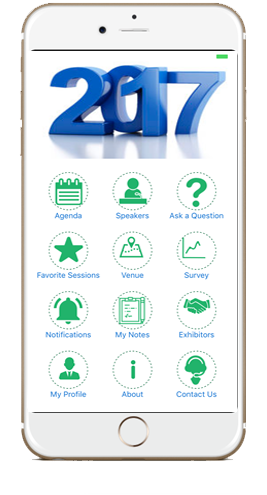 2017
Agenda Speakers Ask a Question
Favorite Sessions Venue Survey
Notifications My Notes Exhibitors
My Profile About Contact Us